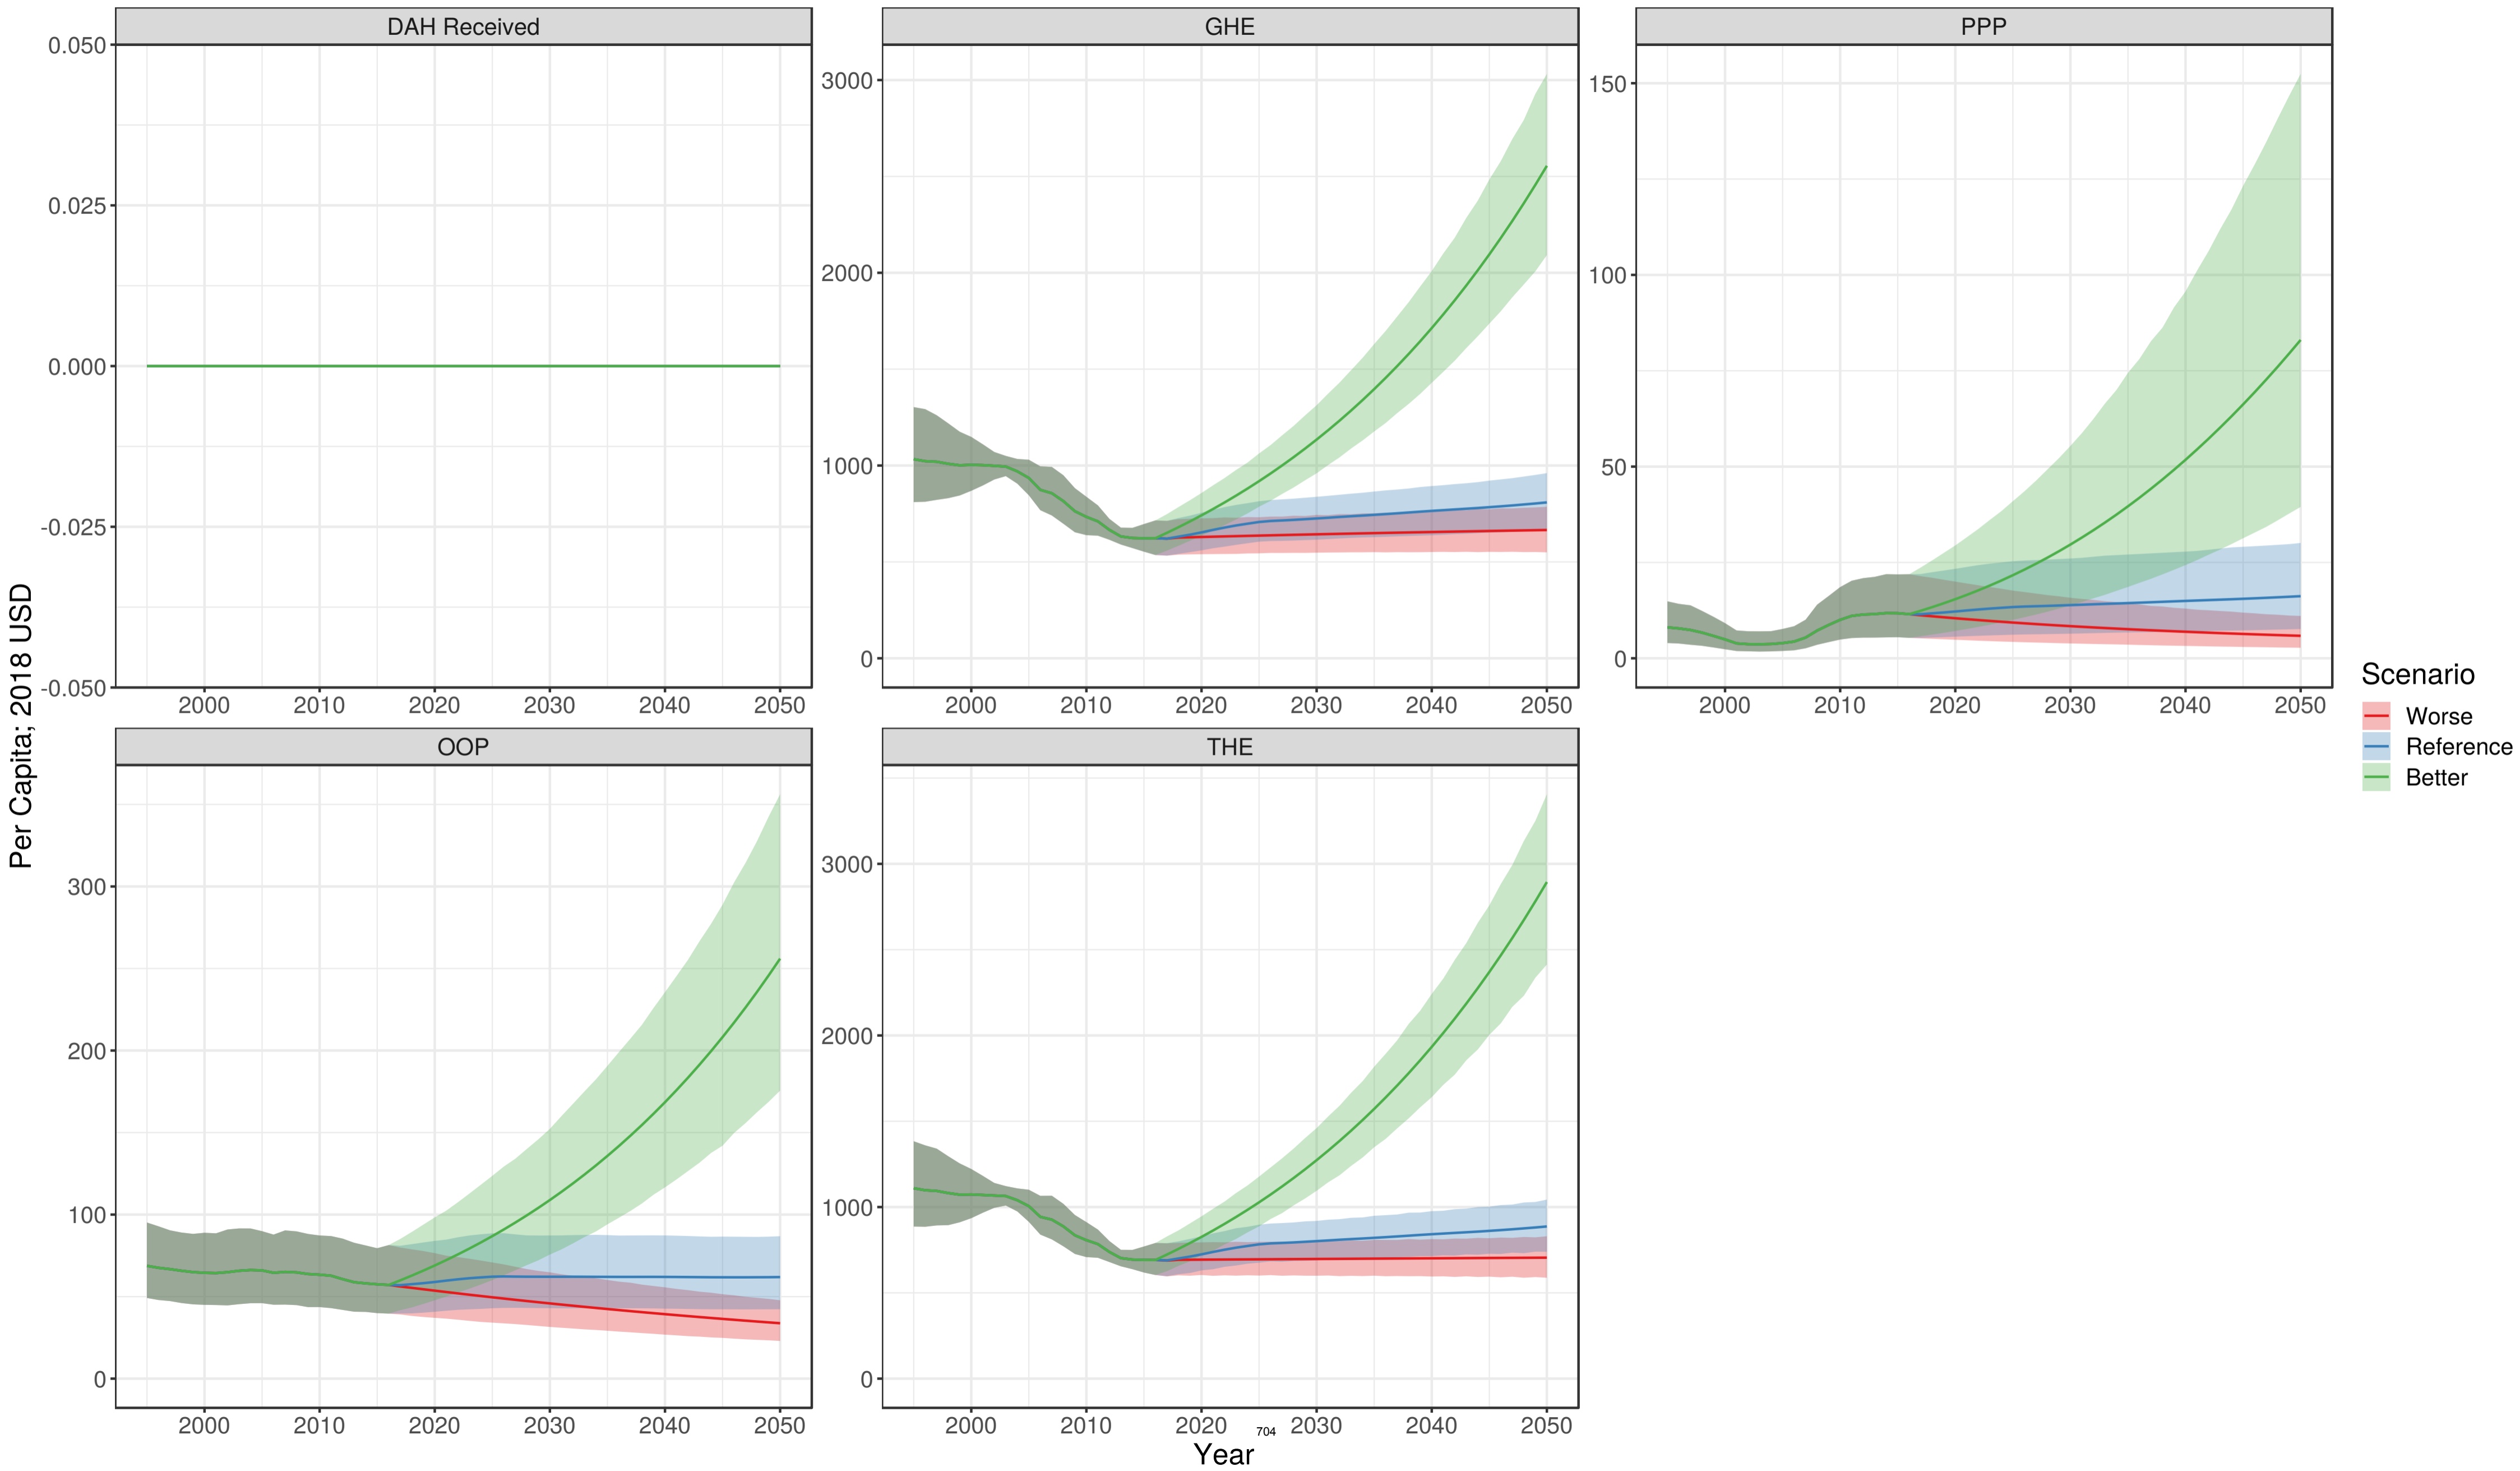 DAH Received
GHE
PPP
0.050
0.025
0.000
-0.025
-0.050
3000
2000
1000
0
150
100
50
0
2000 2010 2020 2030 2040 2050
2000 2010 2020 2030 2040 2050
2000 2010 2020 2030 2040 2050
OOP
THE
300
200
100
0
3000
2000
1000
0
2000 2010 2020 2030 2040 2050
2000 2010 2020 2030 2040 2050
704
Year
Per Capita; 2018 USD
Scenario
Worse
Reference
Better